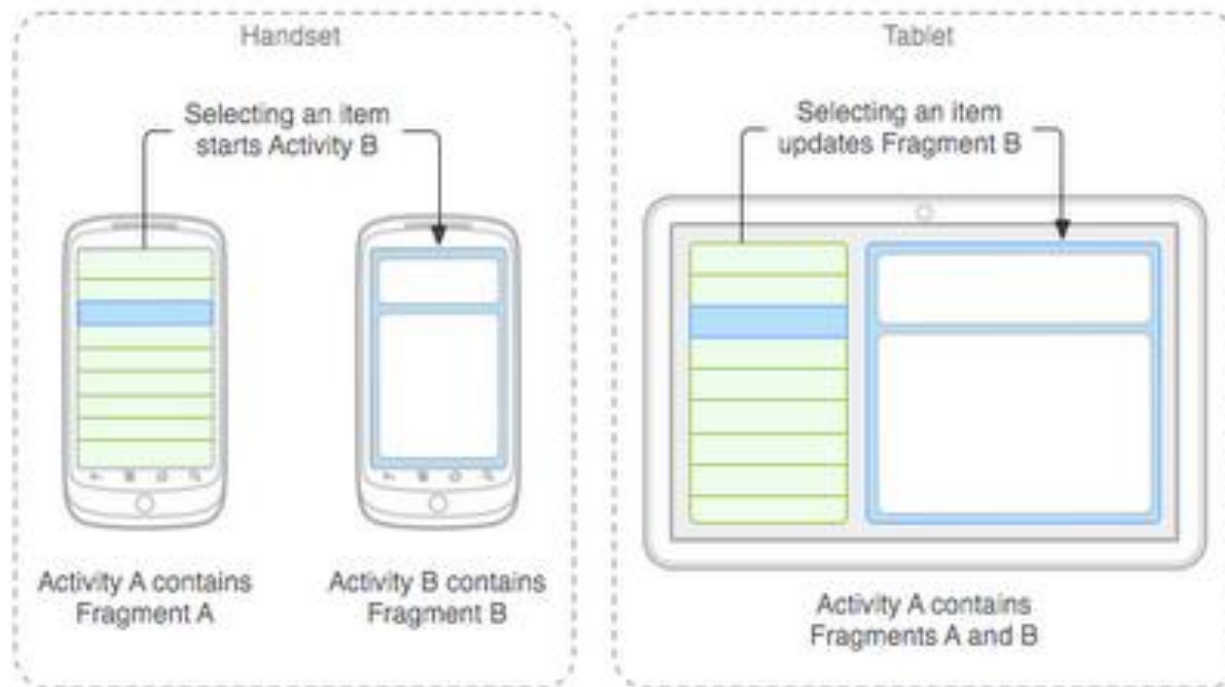 Handset
Selecting an item
starts Activity B
Activity A contains
Fragment A
Activity B contains
Fragment B
Tablet
Selecting an item
updates Fragment B
Activity A contains
Fragments A and B